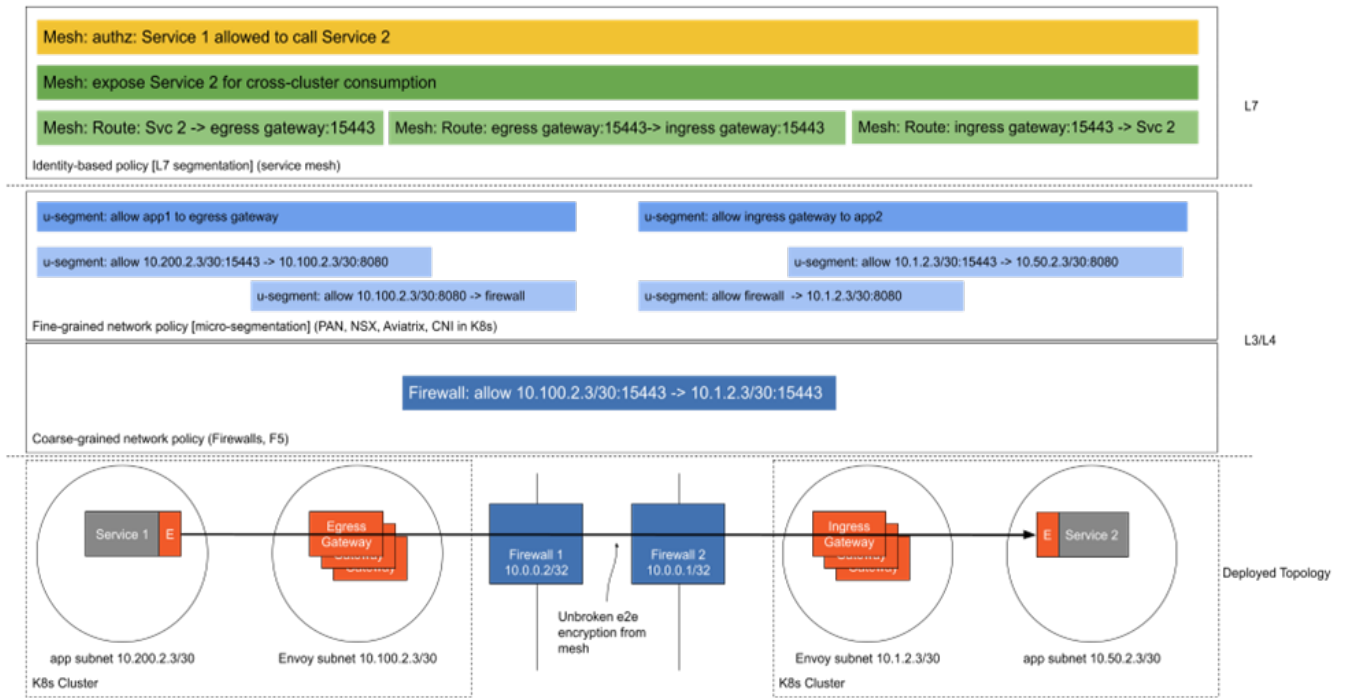 Mesh: authz: Service 1 allowed to call Service 2
Mesh: expose Service 2 for cross-cluster consumption
L7
Mesh: Route: Svc 2 -> egress gateway:15443
Mesh: Route: egress gateway:15443-> ingress gateway:15443
Mesh: Route: ingress gateway:15443 -> Svc 2
Identity-based policy [L7 segmentation] (service mesh)
u-segment: allow app1 to egress gateway
u-segment: allow ingress gateway to app2
u-segment: allow 10.200.2.3/30:15443 -> 10.100.2.3/30:8080
u-segment: allow 10.1.2.3/30:15443 -> 10.50.2.3/30:8080
u-segment: allow 10.100.2.3/30:8080 -> firewall
u-segment: allow firewall -> 10.1.2.3/30:8080
Fine-grained network policy [micro-segmentation] (PAN, NSX, Aviatrix, CNI in K8s)
L3/L4
Firewall: allow 10.100.2.3/30:15443 -> 10.1.2.3/30:15443
Coarse-grained network policy (Firewalls, F5)
Service 1
E
Egress
Gateway
Gateway
Firewall 1
10.0.0.2/32
Firewall 2
10.0.0.1/32
Ingress
Gateway
Gateway
E
Service 2
Deployed Topology
Unbroken e2e
encryption from
mesh
app subnet 10.200.2.3/30
Envoy subnet 10.100.2.3/30
Envoy subnet 10.1.2.3/30
app subnet 10.50.2.3/30
K8s Cluster
K8s Cluster